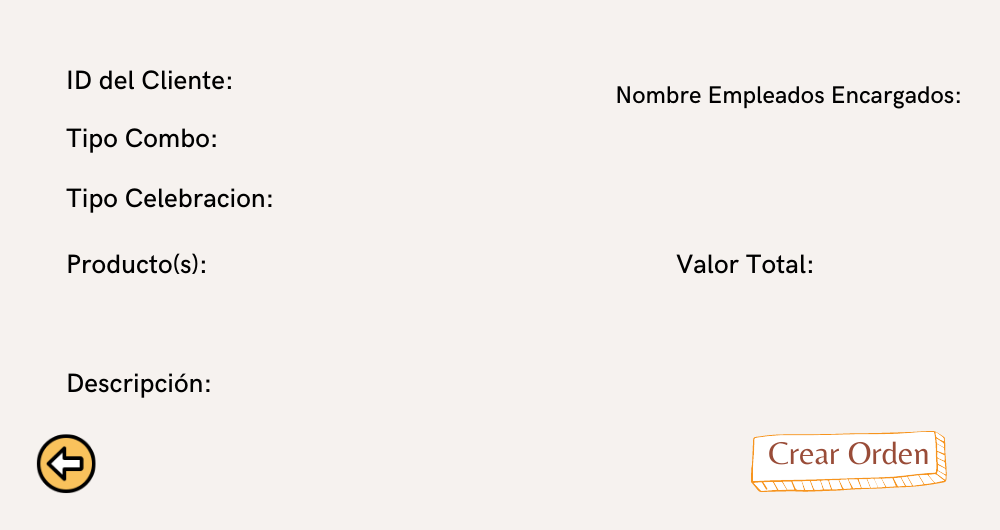 ID del Cliente:
Nombre Empleados Encargados:
Tipo Combo:
Tipo Celebracion:
Producto(s):
Valor Total:
Descripción:
Crear Orden